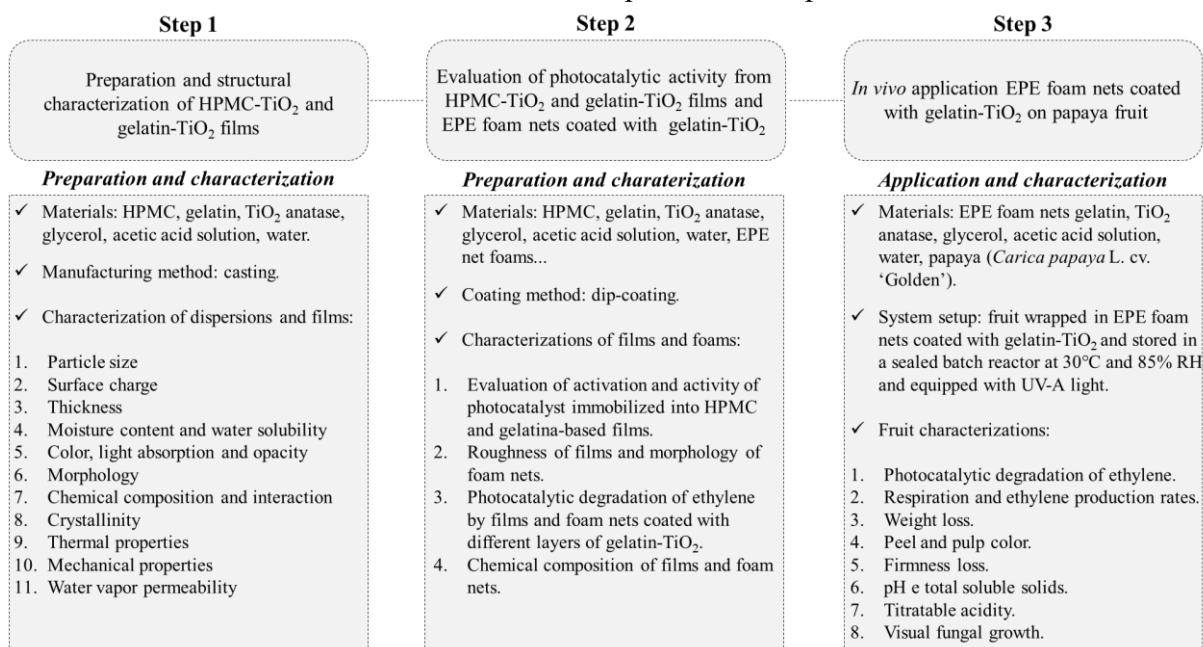 Step 1
Preparation and structural
characterization of HPMC-TiO₂ and
gelatin-TiO₂ films
Preparation and characterization
✓ Materials: HPMC, gelatin, TiO₂ anatase,
glycerol, acetic acid solution, water.
✓ Manufacturing method: casting.
✓ Characterization of dispersions and films:
1. Particle size
2. Surface charge
3. Thickness
4. Moisture content and water solubility
5. Color, light absorption and opacity
6. Morphology
7. Chemical composition and interaction
8. Crystallinity
9. Thermal properties
10. Mechanical properties
11. Water vapor permeability
Step 2
Evaluation of photocatalytic activity from
HPMC-TiO₂ and gelatin-TiO₂ films and
EPE foam nets coated with gelatin-TiO₂
Preparation and charaterization
✓ Materials: HPMC, gelatin, TiO₂ anatase,
glycerol, acetic acid solution, water, EPE
net foams...
✓ Coating method: dip-coating.
✓ Characterizations of films and foams:
1. Evaluation of activation and activity of
photocatalyst immobilized into HPMC
and gelatina-based films.
2. Roughness of films and morphology of
foam nets.
3. Photocatalytic degradation of ethylene
by films and foam nets coated with
different layers of gelatin-TiO₂.
4. Chemical composition of films and foam
nets.
Step 3
In vivo application EPE foam nets coated
with gelatin-TiO₂ on papaya fruit
Application and characterization
✓ Materials: EPE foam nets gelatin, TiO₂
anatase, glycerol, acetic acid solution,
water, papaya (Carica papaya L. cv.
‘Golden’).
✓ System setup: fruit wrapped in EPE foam
nets coated with gelatin-TiO₂ and stored in
a sealed batch reactor at 30°C and 85% RH
and equipped with UV-A light.
✓ Fruit characterizations:
1. Photocatalytic degradation of ethylene.
2. Respiration and ethylene production rates.
3. Weight loss.
4. Peel and pulp color.
5. Firmness loss.
6. pH e total soluble solids.
7. Titratable acidity.
8. Visual fungal growth.